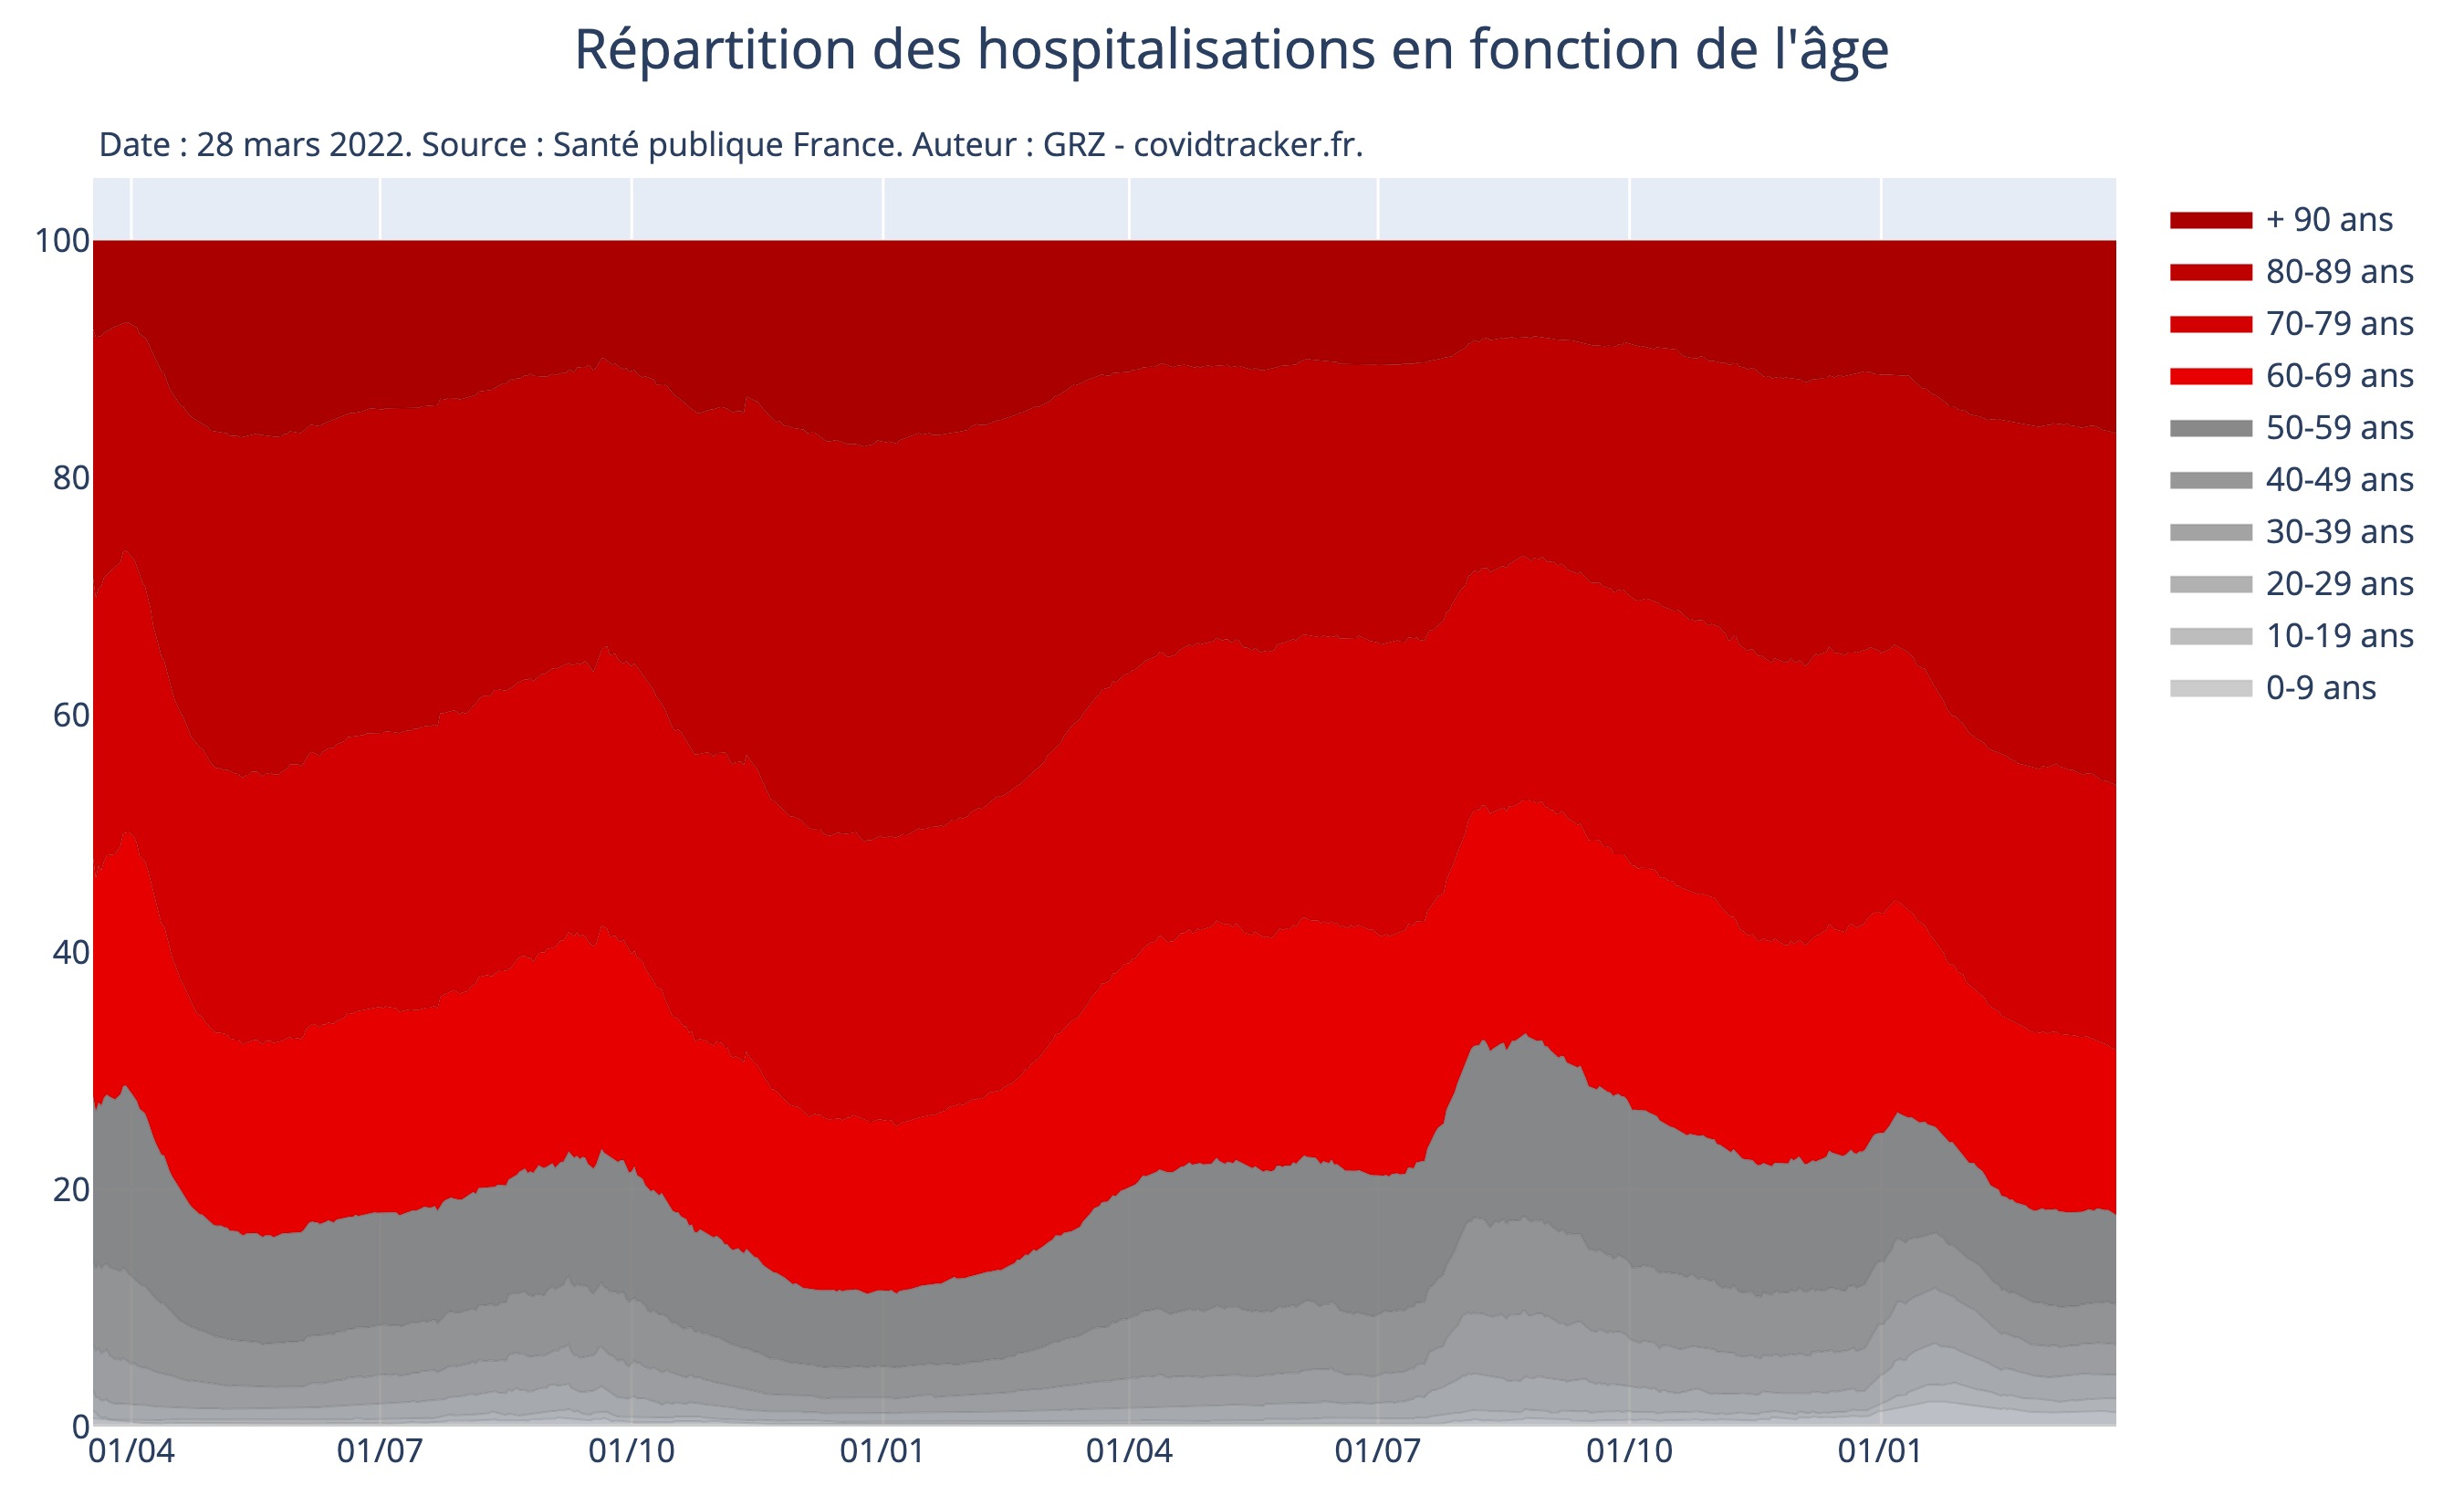 Répartition des hospitalisations en fonction de l'âge
Date : 28 mars 2022. Source : Santé publique France. Auteur : GRZ - covidtracker.fr.
100
80
60
40
20
0
01/04 01/07 01/10 01/01 01/04 01/07 01/10 01/01
+ 90 ans
80-89 ans
70-79 ans
60-69 ans
50-59 ans
40-49 ans
30-39 ans
20-29 ans
10-19 ans
0-9 ans